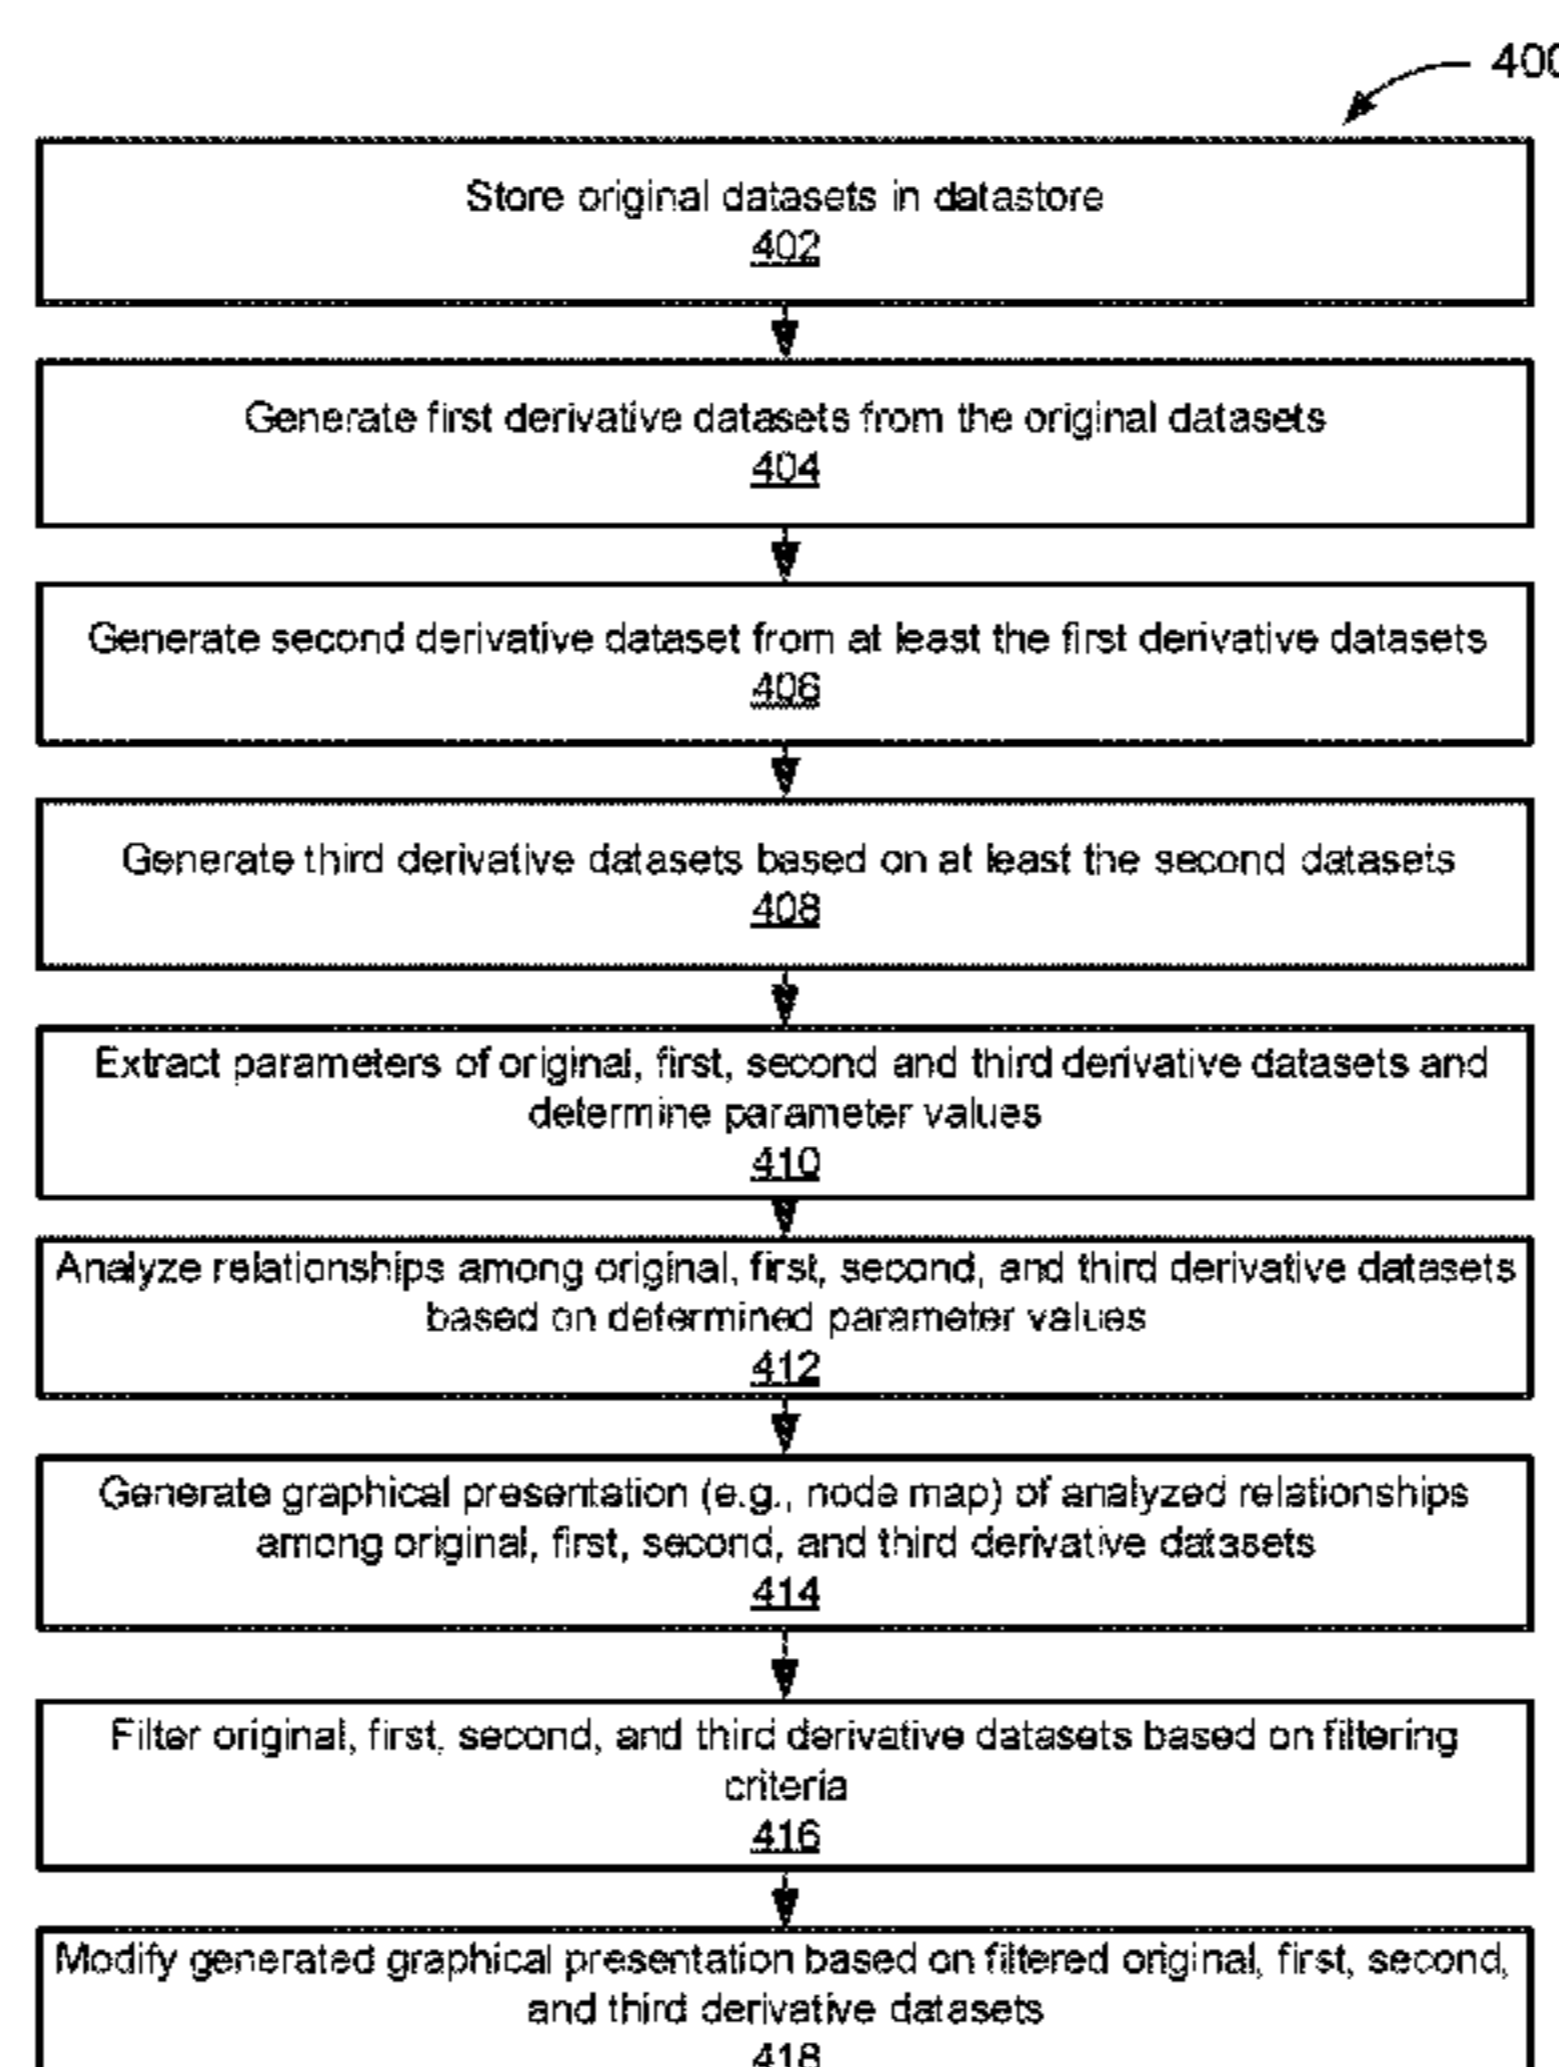 400
Store original datasets in datastore
402
Generate first derivative datasets from the original datasets
404
Generate second derivative dataset from at least the first derivative datasets
406
Generate third derivative datasets based on at least the second datasets
408
Extract parameters of original, first, second and third derivative datasets and
determine parameter values
410
Analyze relationships among original, first, second, and third derivative datasets
based on determined parameter values
412
Generate graphical presentation (e.g., node map) of analyzed relationships
among original, first, second, and third derivative datasets
414
Filter original, first, second, and third derivative datasets based on filtering
criteria
416
Modify generated graphical presentation based on filtered original, first, second,
and third derivative datasets
418